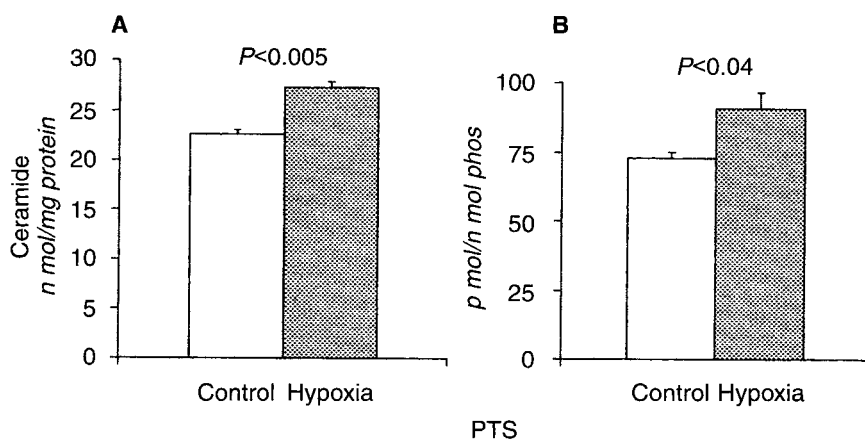 A
P<0.005
30
25
20
15
10
5
0
Ceramide
n mol/mg protein
Control Hypoxia
B
P<0.04
100
75
50
25
0
p mol/n mol phos
Control Hypoxia
PTS